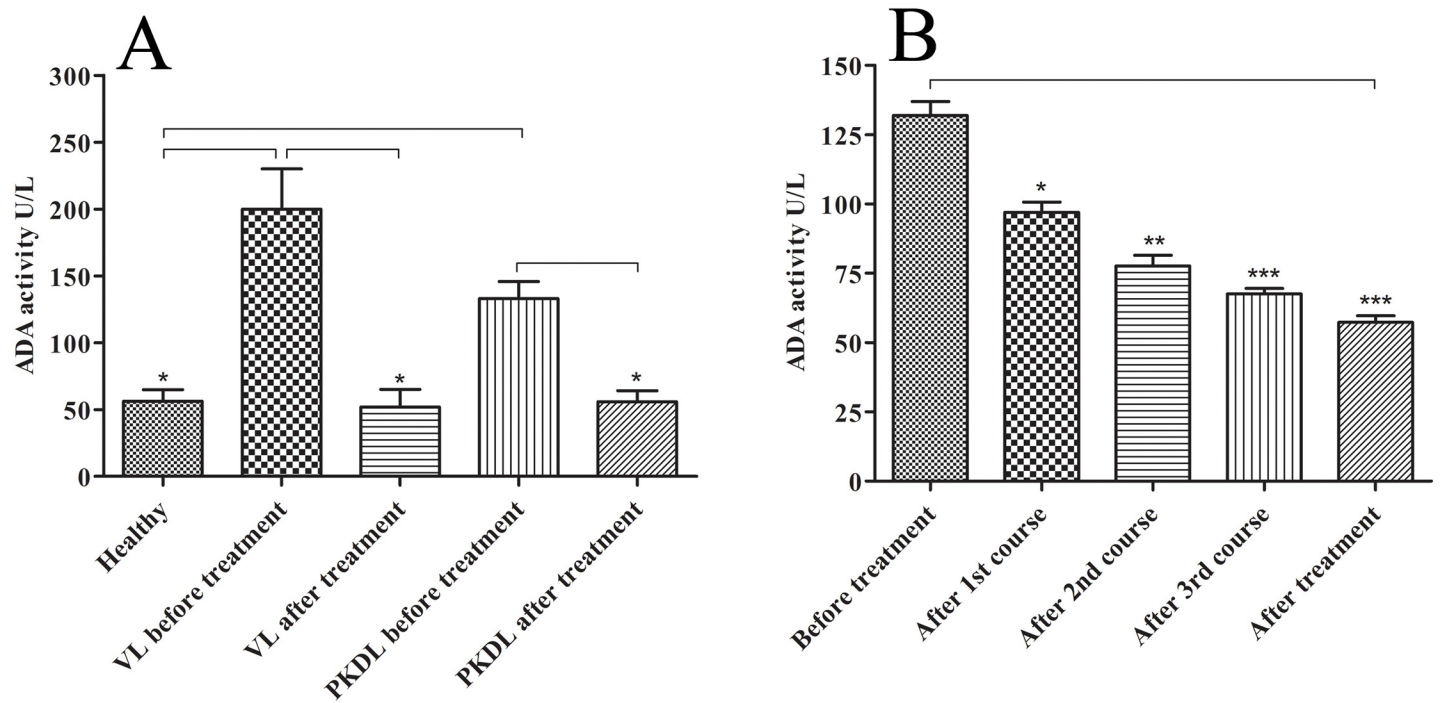 A
ADA activity U/L
300
250
200
150
100
50
0
*
*
*
Healthy
VL before treatment
VL after treatment
PKDL before treatment
PKDL after treatment
B
ADA activity U/L
150
125
100
75
50
25
0
*
**
***
***
Before treatment
After 1st course
After 2nd course
After 3rd course
After treatment